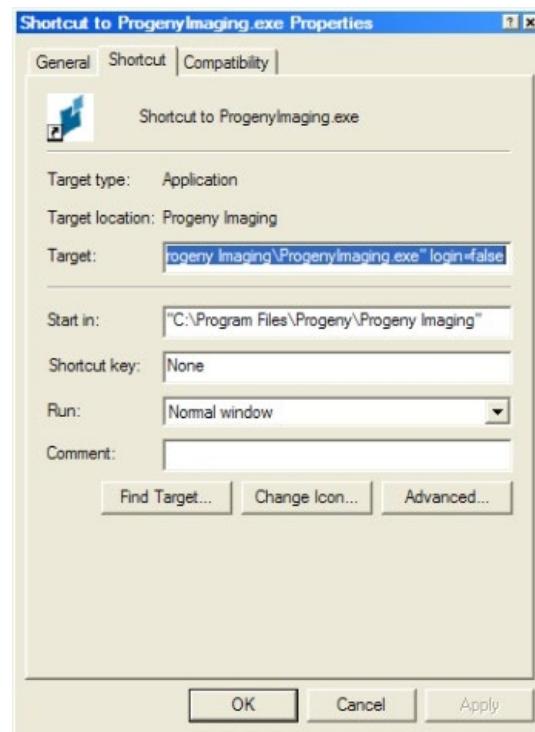 Shortcut to ProgenyImaging.exe Properties
General Shortcut Compatibility
Shortcut to ProgenyImaging.exe
Target type: Application
Target location: Progeny Imaging
Target: rogeny Imaging\ProgenyImaging.exe" login=false
Start in: "C:\Program Files\Progeny\Progeny Imaging"
Shortcut key: None
Run: Normal window
Comment:
Find Target... Change Icon... Advanced...
OK Cancel Apply